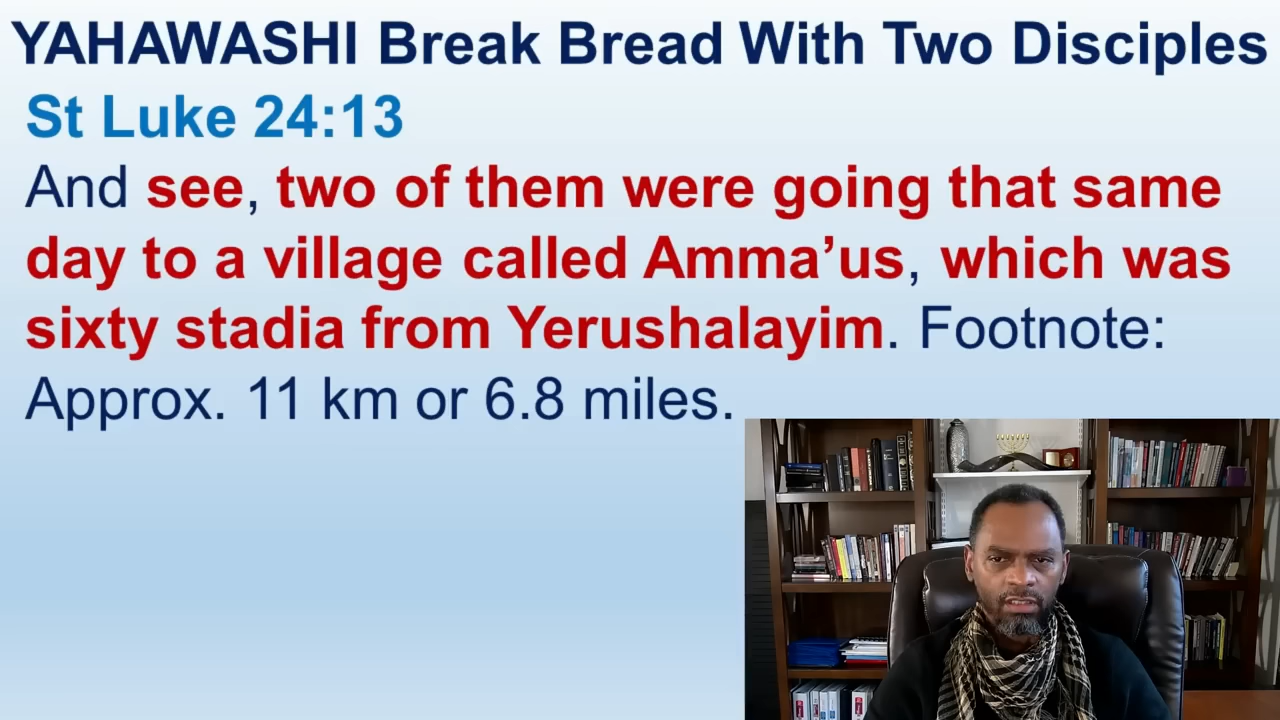 YAHAWASHI Break Bread With Two Disciples
St Luke 24:13
And see, two of them were going that same
day to a village called Amma’us, which was
sixty stadia from Yerushalayim. Footnote:
Approx. 11 km or 6.8 miles.